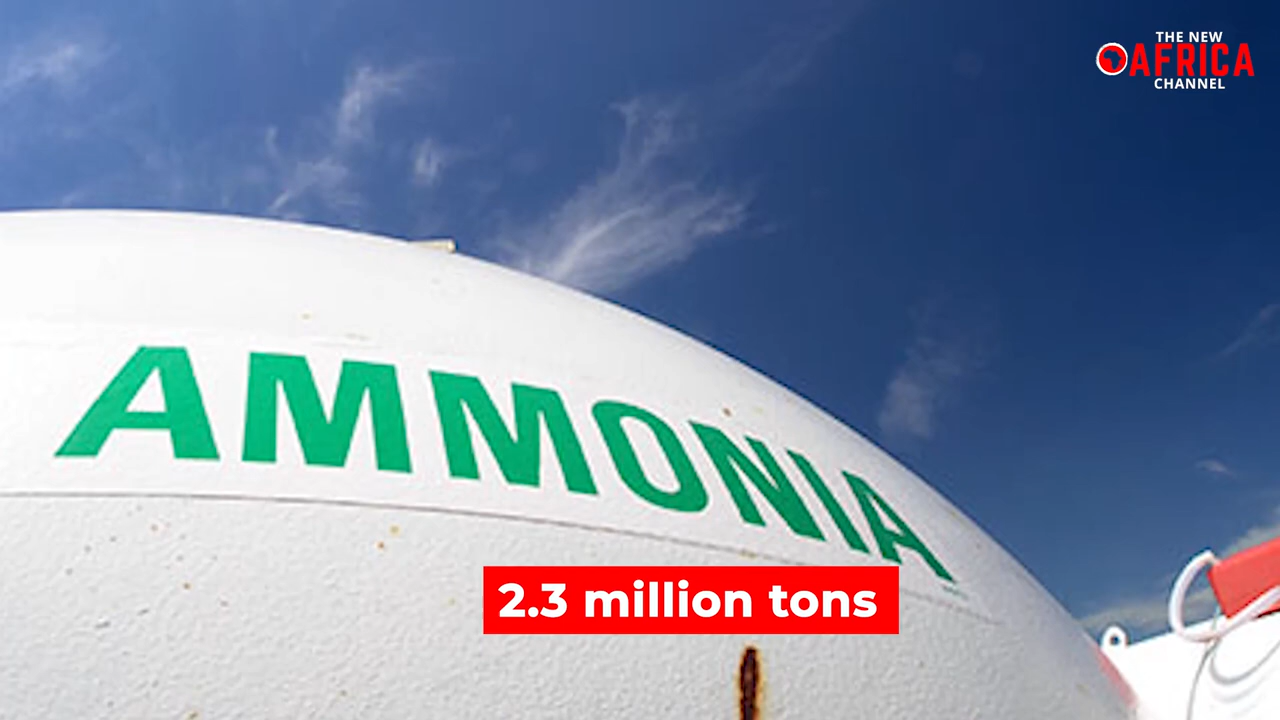 THE NEW
AFRICA
CHANNEL
AMMONIA
2.3 million tons